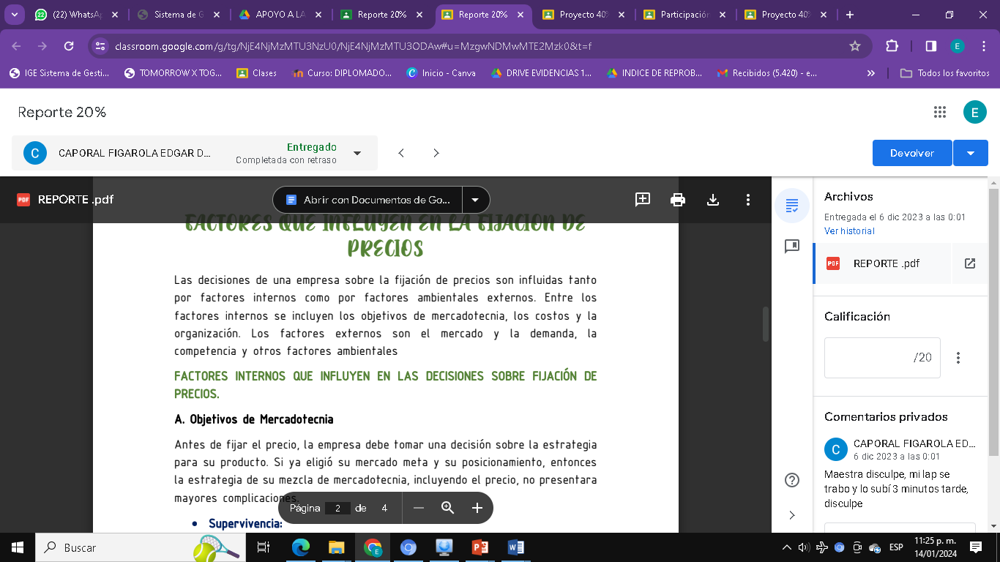 (22) WhatsAp
Sistema de G
APOYO A LA
Reporte 20%
Reporte 20%
Proyecto 40%
Participación
Proyecto 40%
classroom.google.com/g/tg/NjE4NjMzMTU3NzU0/NjE4NjMzMTU3ODAw#u=MzgwNDMwMTE2Mzk0&t=f
E
IGE Sistema de Gesti...
TOMORROW X TOG...
Clases
Curso: DIPLOMADO...
Inicio - Canva
DRIVE EVIDENCIAS 1...
INDICE DE REPROB...
Recibidos (5.420) - e...
Todos los favoritos
Reporte 20%
E
C
CAPORAL FIGAROLA EDGAR D...
Entregado
Completada con retraso
Devolver
PDF
REPORTE .pdf
Abrir con Documentos de Go...
FACTORES QUE INFLUYEN EN LA FIJACION DE
PRECIOS
Las decisiones de una empresa sobre la fijación de precios son influidas tanto
por factores internos como por factores ambientales externos. Entre los
factores internos se incluyen los objetivos de mercadotecnia, los costos y la
organización. Los factores externos son el mercado y la demanda, la
competencia y otros factores ambientales
FACTORES INTERNOS QUE INFLUYEN EN LAS DECISIONES SOBRE FIJACIÓN DE
PRECIOS.
A. Objetivos de Mercadotecnia
Antes de fijar el precio, la empresa debe tomar una decisión sobre la estrategia
para su producto. Si ya eligió su mercado meta y su posicionamiento, entonces
la estrategia de su mezcla de mercadotecnia, incluyendo el precio, no presentara
mayores complicaciones.
• Supervivencia:
Página 2 de 4
Archivos
Entregada el 6 dic 2023 a las 0:01
Ver historial
PDF
REPORTE .pdf
Calificación
/20
Comentarios privados
C
CAPORAL FIGAROLA ED...
6 dic 2023 a las 0:01
Maestra disculpe, mi lap se
trabo y lo subí 3 minutos tarde,
disculpe
Buscar
ESP
11:25 p. m.
14/01/2024